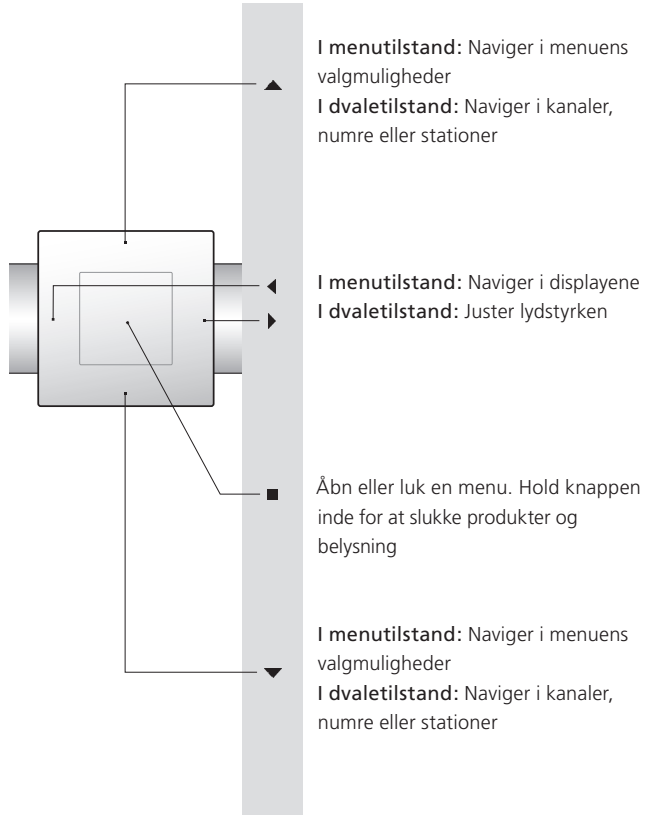 I menutilstand: Naviger i menuens
valgmuligheder
I dvaletilstand: Naviger i kanaler,
numre eller stationer
I menutilstand: Naviger i displayene
I dvaletilstand: Juster lydstyrken
Åbn eller luk en menu. Hold knappen
inde for at slukke produkter og
belysning
I menutilstand: Naviger i menuens
valgmuligheder
I dvaletilstand: Naviger i kanaler,
numre eller stationer